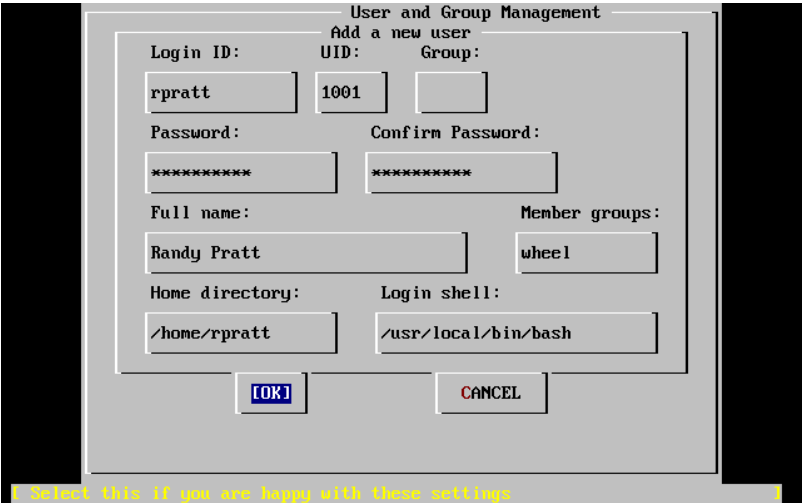 User and Group Management
Add a new user
Login ID: UID: Group:
rpratt 1001
Password: Confirm Password:
********** **********
Full name: Member groups:
Randy Pratt wheel
Home directory: Login shell:
/home/rpratt /usr/local/bin/bash
[OK] CANCEL
[ Select this if you are happy with these settings ]